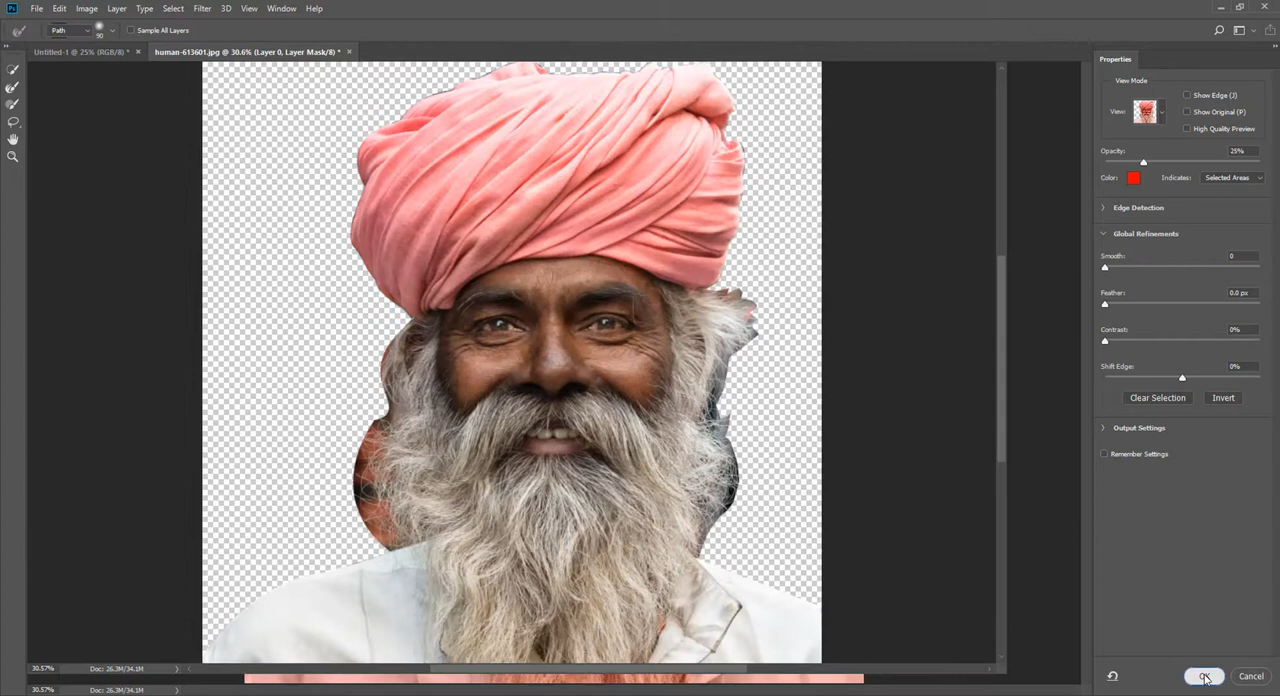 Ps File Edit Image Layer Type Select Filter 3D View Window Help
Path 90 Sample All Layers
Untitled-1 @ 25% (RGB/8) * × human-613601.jpg @ 30.6% (Layer 0, Layer Mask/8) * ×
Properties
View Mode
View:
Show Edge (J)
Show Original (P)
High Quality Preview
Opacity: 25%
Color: Indicates: Selected Areas
Edge Detection
Global Refinements
Smooth: 0
Feather: 0.0 px
Contrast: 0%
Shift Edge: 0%
Clear Selection Invert
Output Settings
Remember Settings
30.57% Doc: 26.3M/34.1M
OK Cancel
30.57% Doc: 26.3M/34.1M